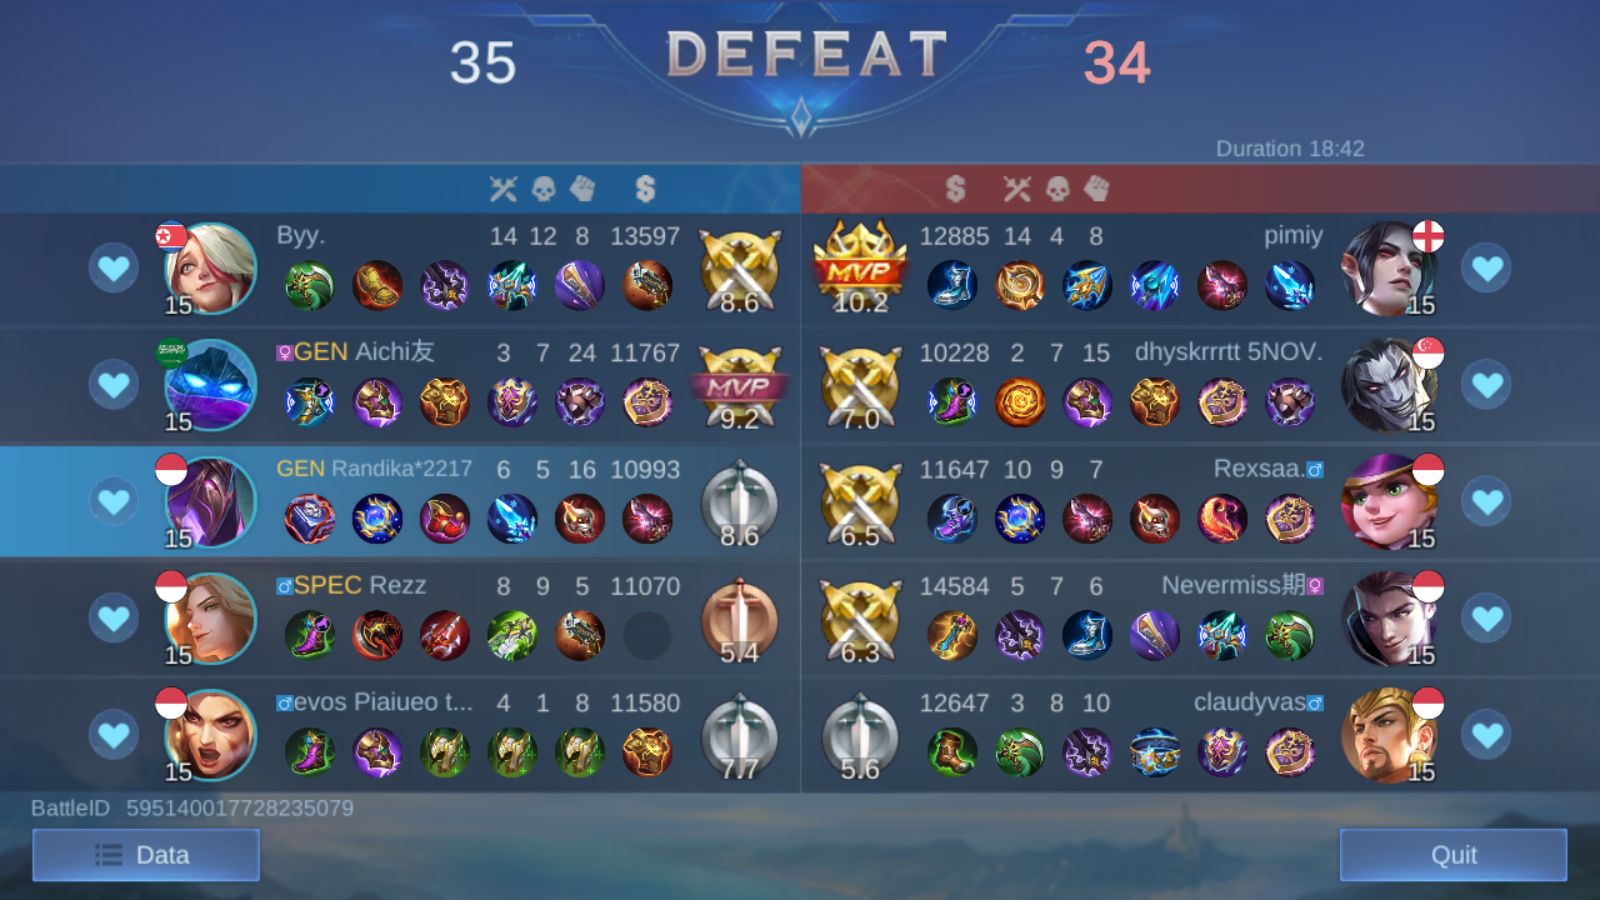 35 DEFEAT 34
Duration 18:42
Byy. 14 12 8 13597 8.6 15
MVP 10.2 12885 14 4 8 pimiy 15
GEN Aichi友 3 7 24 11767 MVP 9.2 15
7.0 10228 2 7 15 dhyskrrrtt 5NOV. 15
GEN Randika*2217 6 5 16 10993 8.6 15
6.5 11647 10 9 7 Rexsaa. 15
SPEC Rezz 8 9 5 11070 5.4 15
6.3 14584 5 7 6 Nevermiss期 15
evos Piaiueo t... 4 1 8 11580 7.7 15
5.6 12647 3 8 10 claudyvas 15
BattleID 595140017728235079
Data
Quit